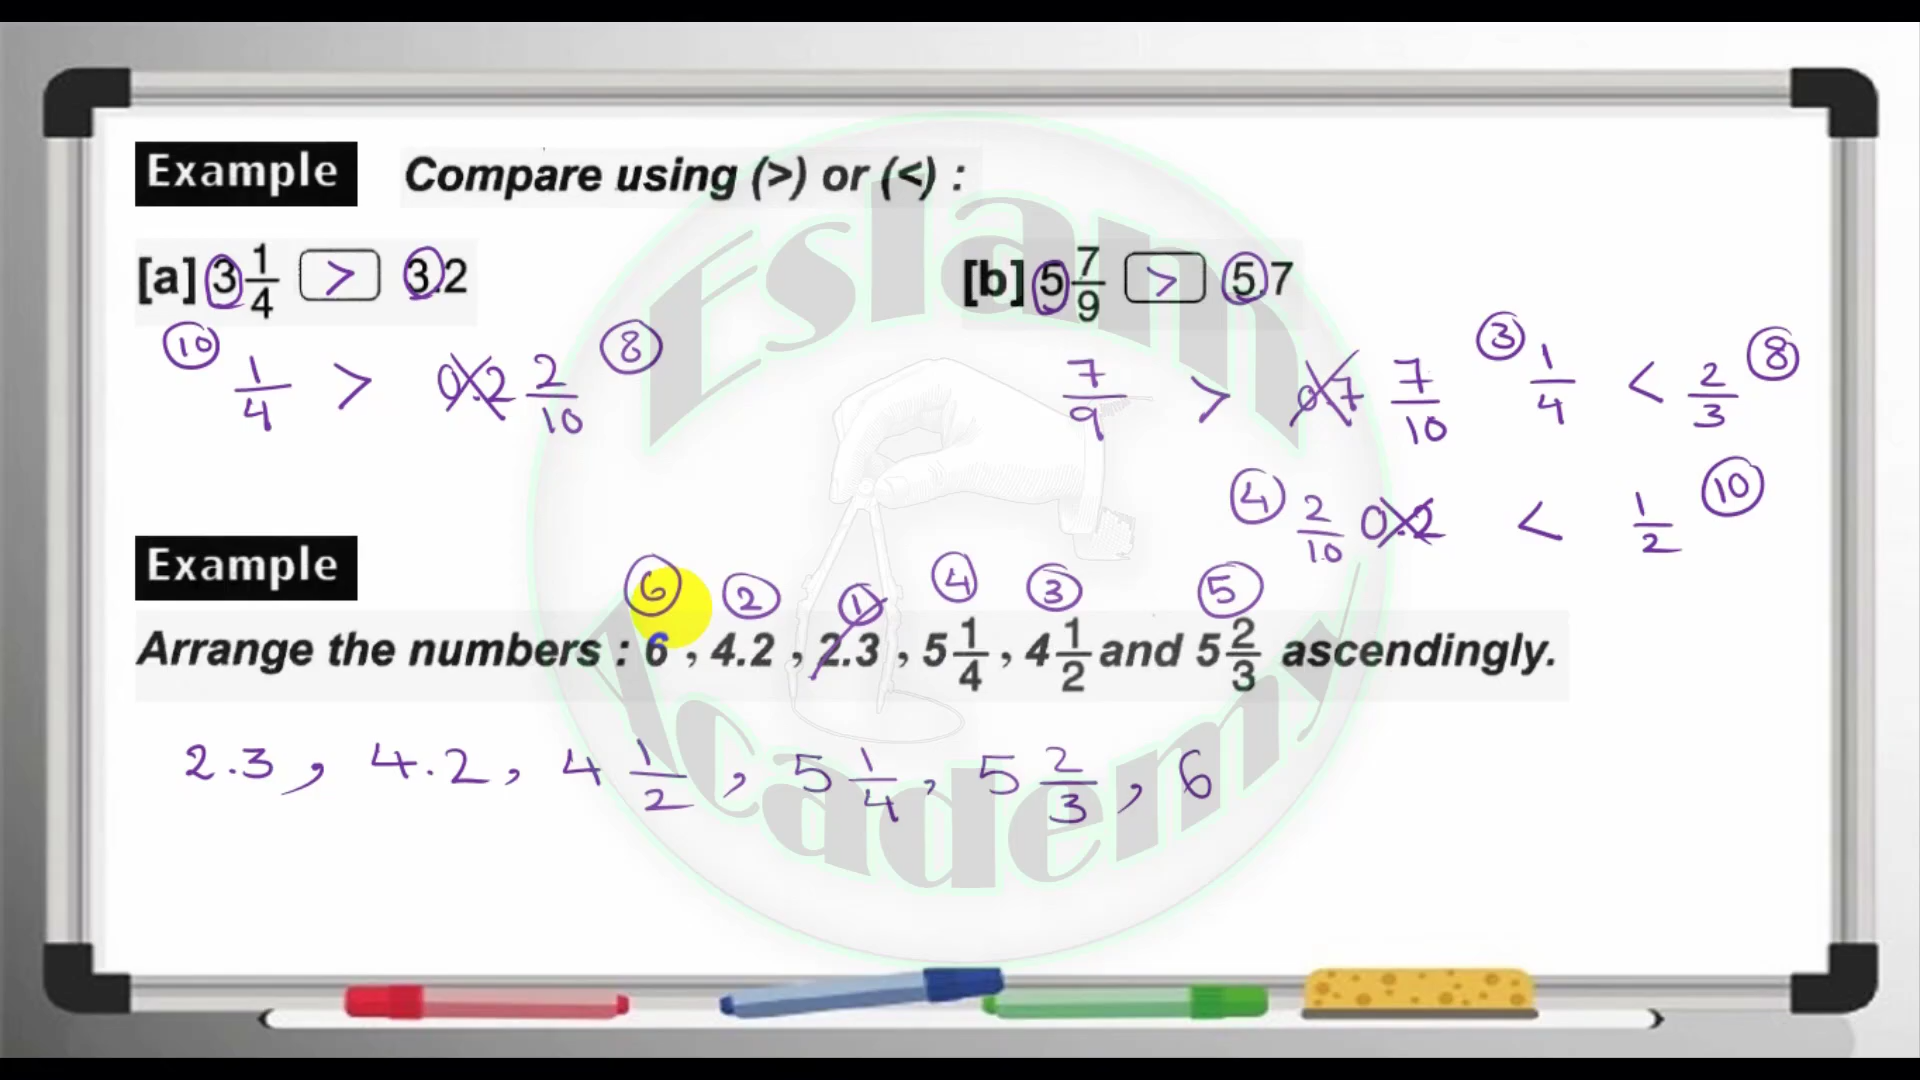 Example Compare using (>) or (<) :
[a] 3 1/4 > 3.2 [b] 5 7/9 > 5.7
10 1/4 > 0.2 2/10 8
7/9 > 0.7 7/10
3 1/4 < 2/3 8
4 2/10 0.2 < 1/2 10
Example
6 2 1 4 3 5
Arrange the numbers : 6 , 4.2 , 2.3 , 5 1/4 , 4 1/2 and 5 2/3 ascendingly.
2.3 , 4.2 , 4 1/2 , 5 1/4 , 5 2/3 , 6
Eslam
Academy